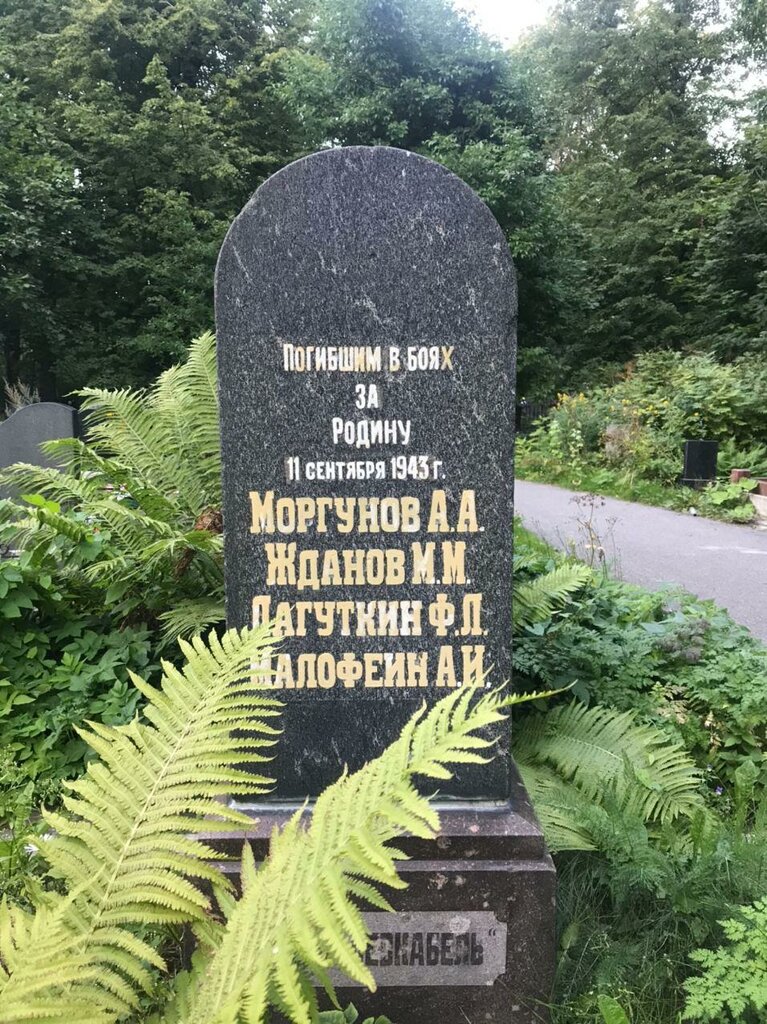 Погибшим в боях
за
Родину
11 сентября 1943 г.
Моргунов А.А.
Жданов М.М.
Лагуткин Ф.Л.
Малофеин А.И.